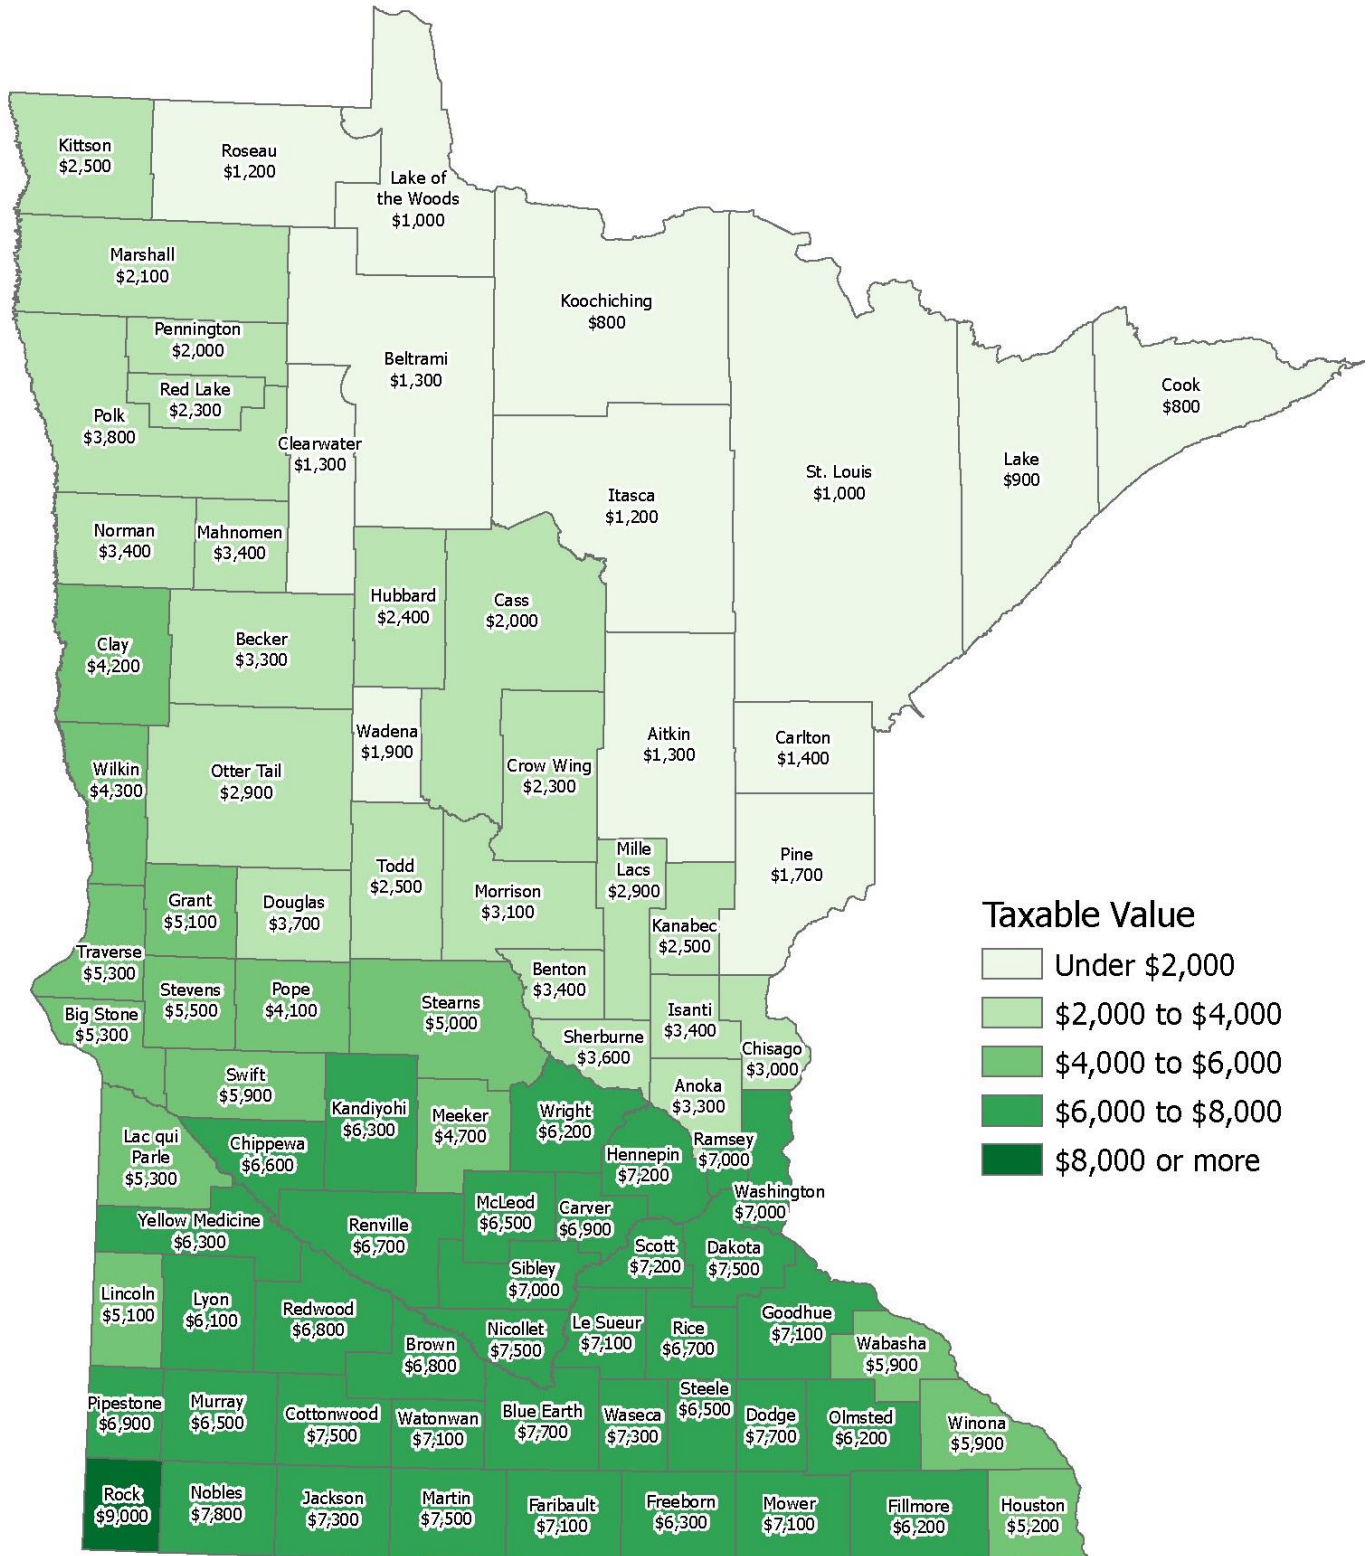 Kittson
$2,500
Roseau
$1,200
Lake of
the Woods
$1,000
Marshall
$2,100
Koochiching
$800
Pennington
$2,000
Beltrami
$1,300
Red Lake
$2,300
Polk
$3,800
Clearwater
$1,300
Cook
$800
Lake
$900
St. Louis
$1,000
Itasca
$1,200
Norman
$3,400
Mahnomen
$3,400
Hubbard
$2,400
Cass
$2,000
Clay
$4,200
Becker
$3,300
Wadena
$1,900
Aitkin
$1,300
Carlton
$1,400
Wilkin
$4,300
Otter Tail
$2,900
Crow Wing
$2,300
Mille
Lacs
$2,900
Pine
$1,700
Todd
$2,500
Morrison
$3,100
Grant
$5,100
Douglas
$3,700
Kanabec
$2,500
Traverse
$5,300
Benton
$3,400
Stevens
$5,500
Pope
$4,100
Stearns
$5,000
Isanti
$3,400
Big Stone
$5,300
Sherburne
$3,600
Chisago
$3,000
Swift
$5,900
Anoka
$3,300
Kandiyohi
$6,300
Meeker
$4,700
Wright
$6,200
Lac qui
Parle
$5,300
Chippewa
$6,600
Hennepin
$7,200
Ramsey
$7,000
Washington
$7,000
Yellow Medicine
$6,300
Renville
$6,700
McLeod
$6,500
Carver
$6,900
Scott
$7,200
Dakota
$7,500
Sibley
$7,000
Lincoln
$5,100
Lyon
$6,100
Redwood
$6,800
Brown
$6,800
Nicollet
$7,500
Le Sueur
$7,100
Rice
$6,700
Goodhue
$7,100
Wabasha
$5,900
Pipestone
$6,900
Murray
$6,500
Cottonwood
$7,500
Watonwan
$7,100
Blue Earth
$7,700
Waseca
$7,300
Steele
$6,500
Dodge
$7,700
Olmsted
$6,200
Winona
$5,900
Rock
$9,000
Nobles
$7,800
Jackson
$7,300
Martin
$7,500
Faribault
$7,100
Freeborn
$6,300
Mower
$7,100
Fillmore
$6,200
Houston
$5,200
Taxable Value
Under $2,000
$2,000 to $4,000
$4,000 to $6,000
$6,000 to $8,000
$8,000 or more